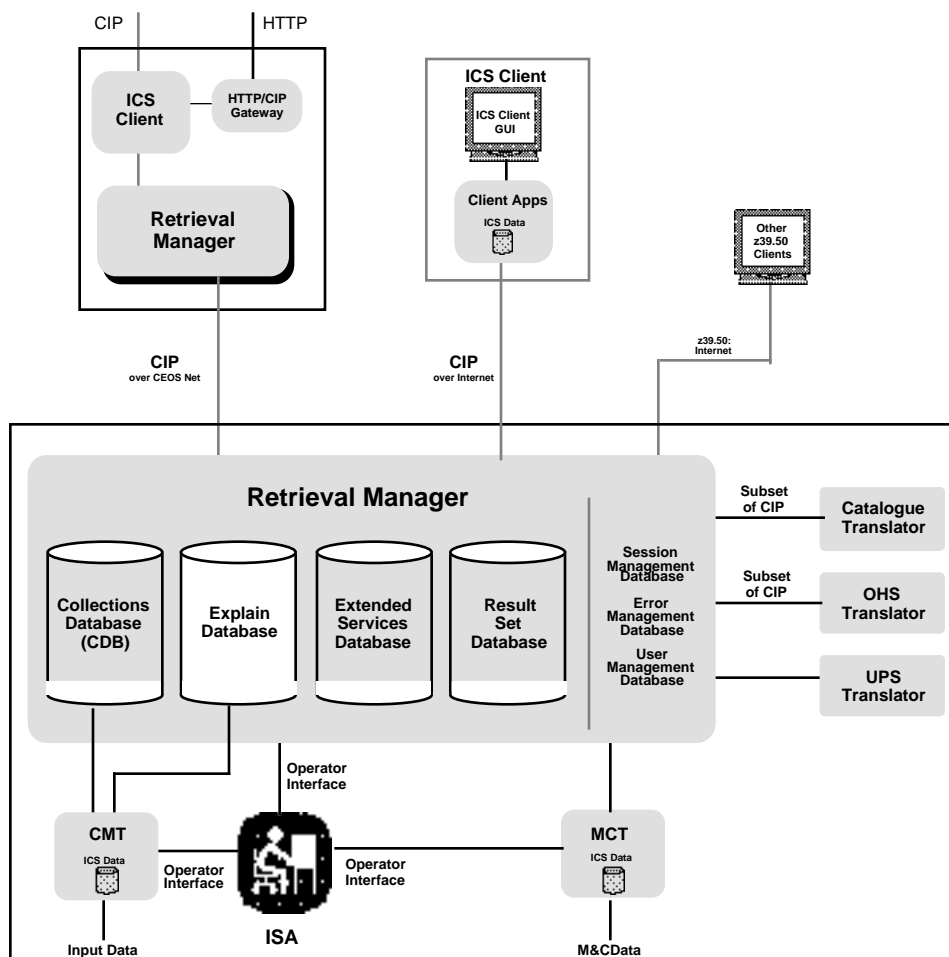 CIP
HTTP
ICS
Client
HTTP/CIP
Gateway
Retrieval
Manager
ICS Client
ICS Client
GUI
Client Apps
ICS Data
Other
z39.50
Clients
CIP
over CEOS Net
CIP
over Internet
z39.50:
Internet
Retrieval Manager
Collections
Database
(CDB)
Explain
Database
Extended
Services
Database
Result
Set
Database
Session
Management
Database
Error
Management
Database
User
Management
Database
Subset
of CIP
Catalogue
Translator
Subset
of CIP
OHS
Translator
UPS
Translator
Operator
Interface
CMT
ICS Data
Operator
Interface
ISA
Operator
Interface
MCT
ICS Data
Input Data
M&CData